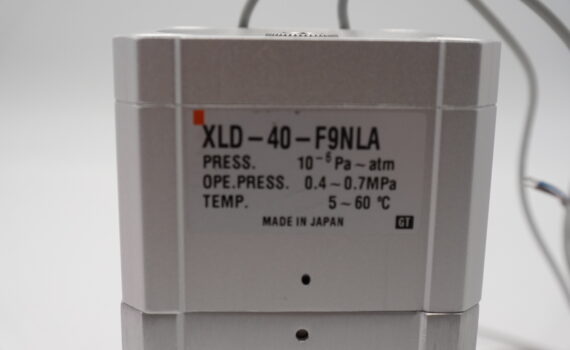 XLD-40-F9NLA
PRESS. 10⁻⁶Pa~atm
OPE.PRESS. 0.4~0.7MPa
TEMP. 5~60℃
MADE IN JAPAN GT